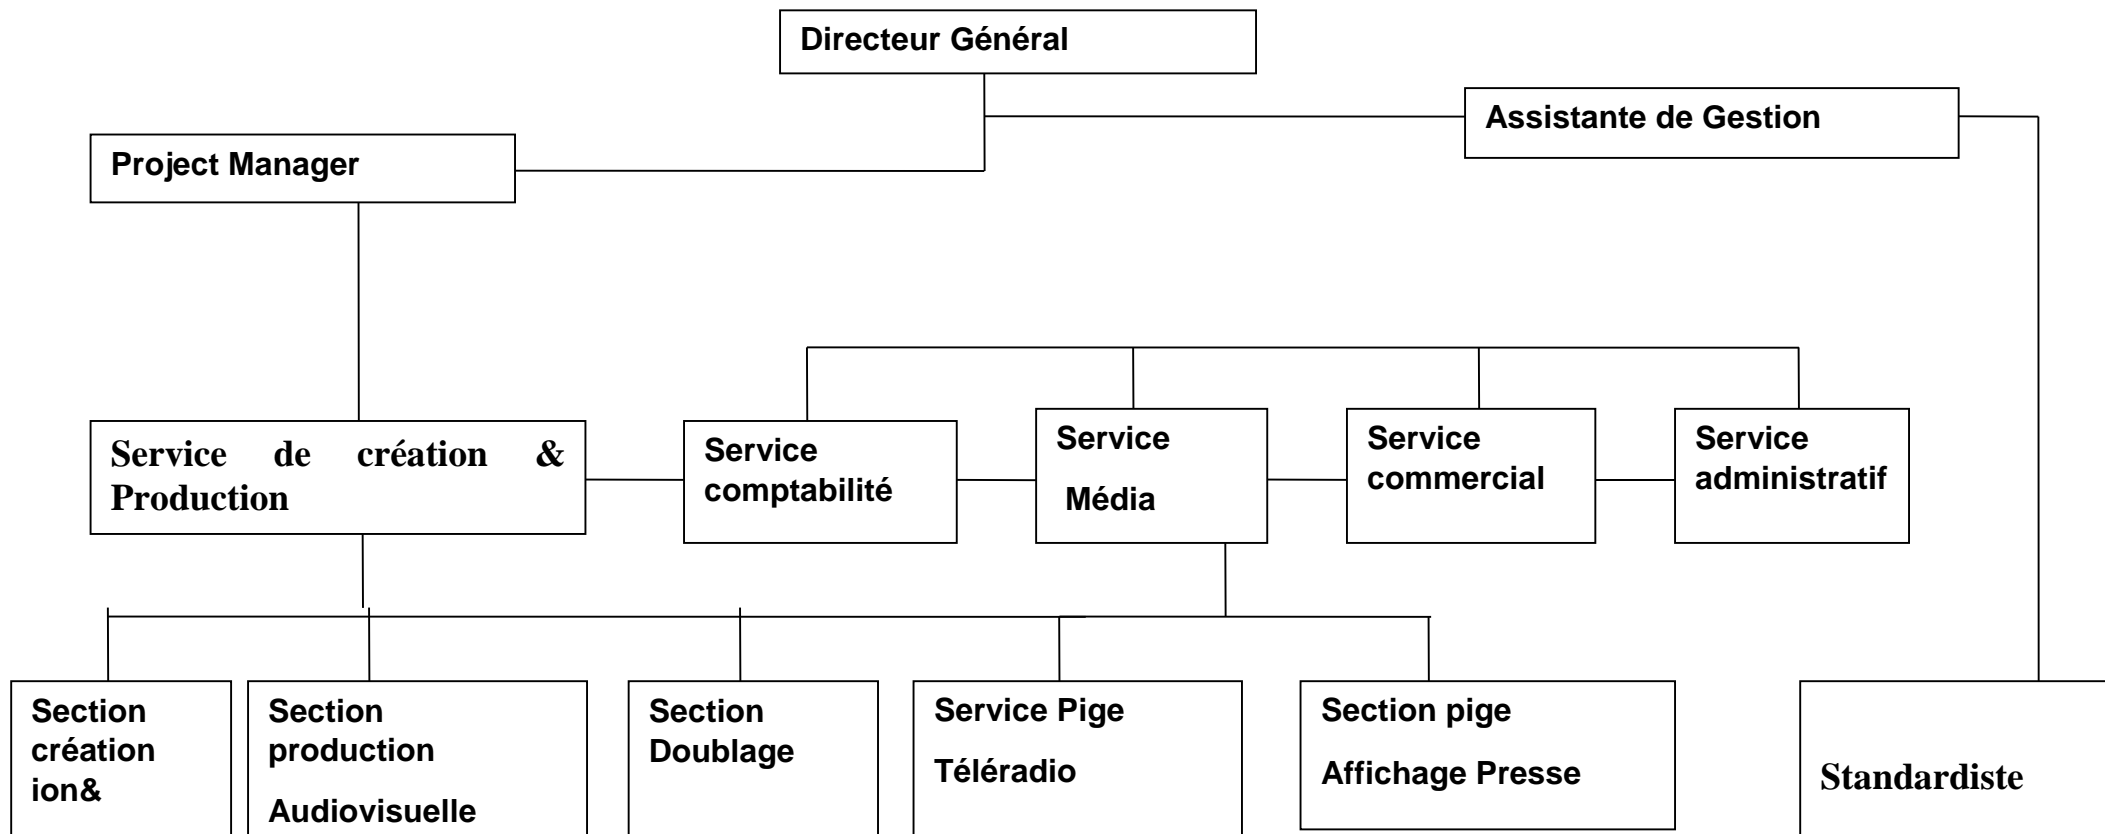 Directeur Général
Assistante de Gestion
Project Manager
Service de création &
Production
Service
comptabilité
Service
Média
Service
commercial
Service
administratif
Section
création
ion&
Section
production
Audiovisuelle
Section
Doublage
Service Pige
Téléradio
Section pige
Affichage Presse
Standardiste